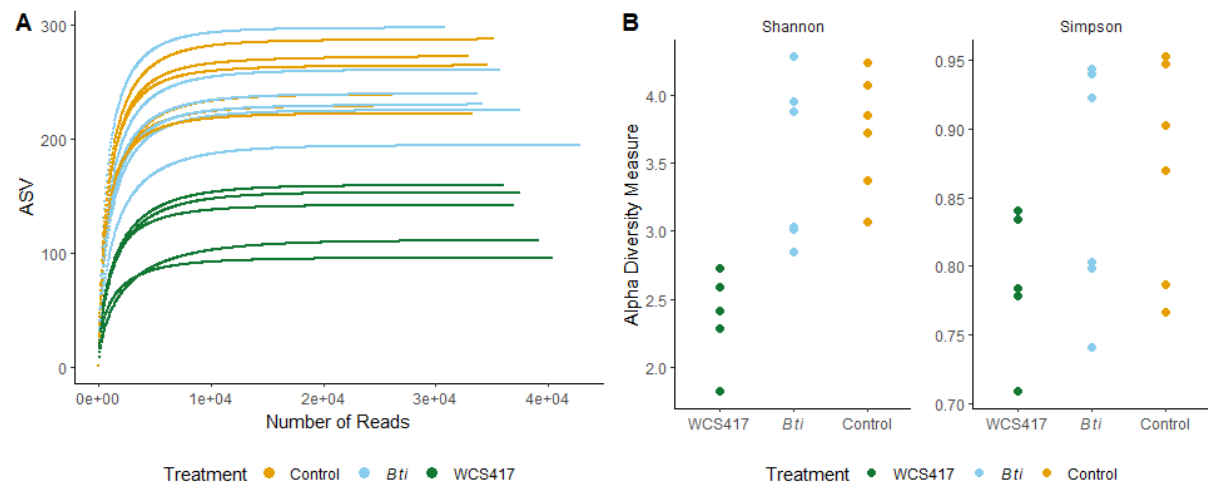 A
300
200
100
0
ASV
0e+00 1e+04 2e+04 3e+04 4e+04
Number of Reads
Treatment Control Bti WCS417
B
Shannon Simpson
Alpha Diversity Measure
4.0
3.5
3.0
2.5
2.0
0.95
0.90
0.85
0.80
0.75
0.70
WCS417 Bti Control WCS417 Bti Control
Treatment WCS417 Bti Control